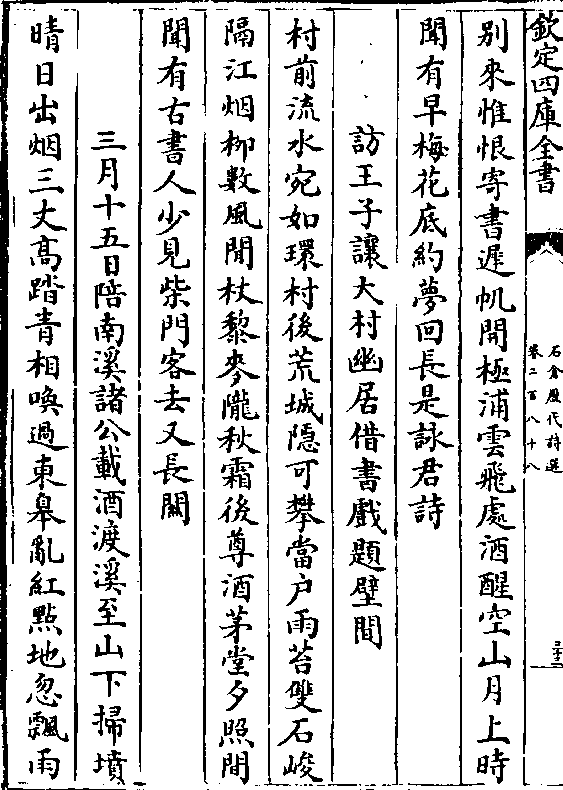 欽定四庫全書
石倉歷代詩選
卷二百八十八
三十二
別來惟恨寄書遲帆開極浦雲飛處酒醒空山月上時
聞有早梅花底約夢回長是詠君詩
訪王子讓大村幽居借書戲題壁間
村前流水宛如環村後荒城隱可攀當户雨苔雙石峻
隔江烟柳數風閒杖藜麥隴秋霜後尊酒茅堂夕照間
聞有古書人少見柴門客去又長關
三月十五日陪南溪諸公載酒渡溪至山下掃墳
晴日出烟三丈高踏青相喚過東皋亂紅點地忽飄雨